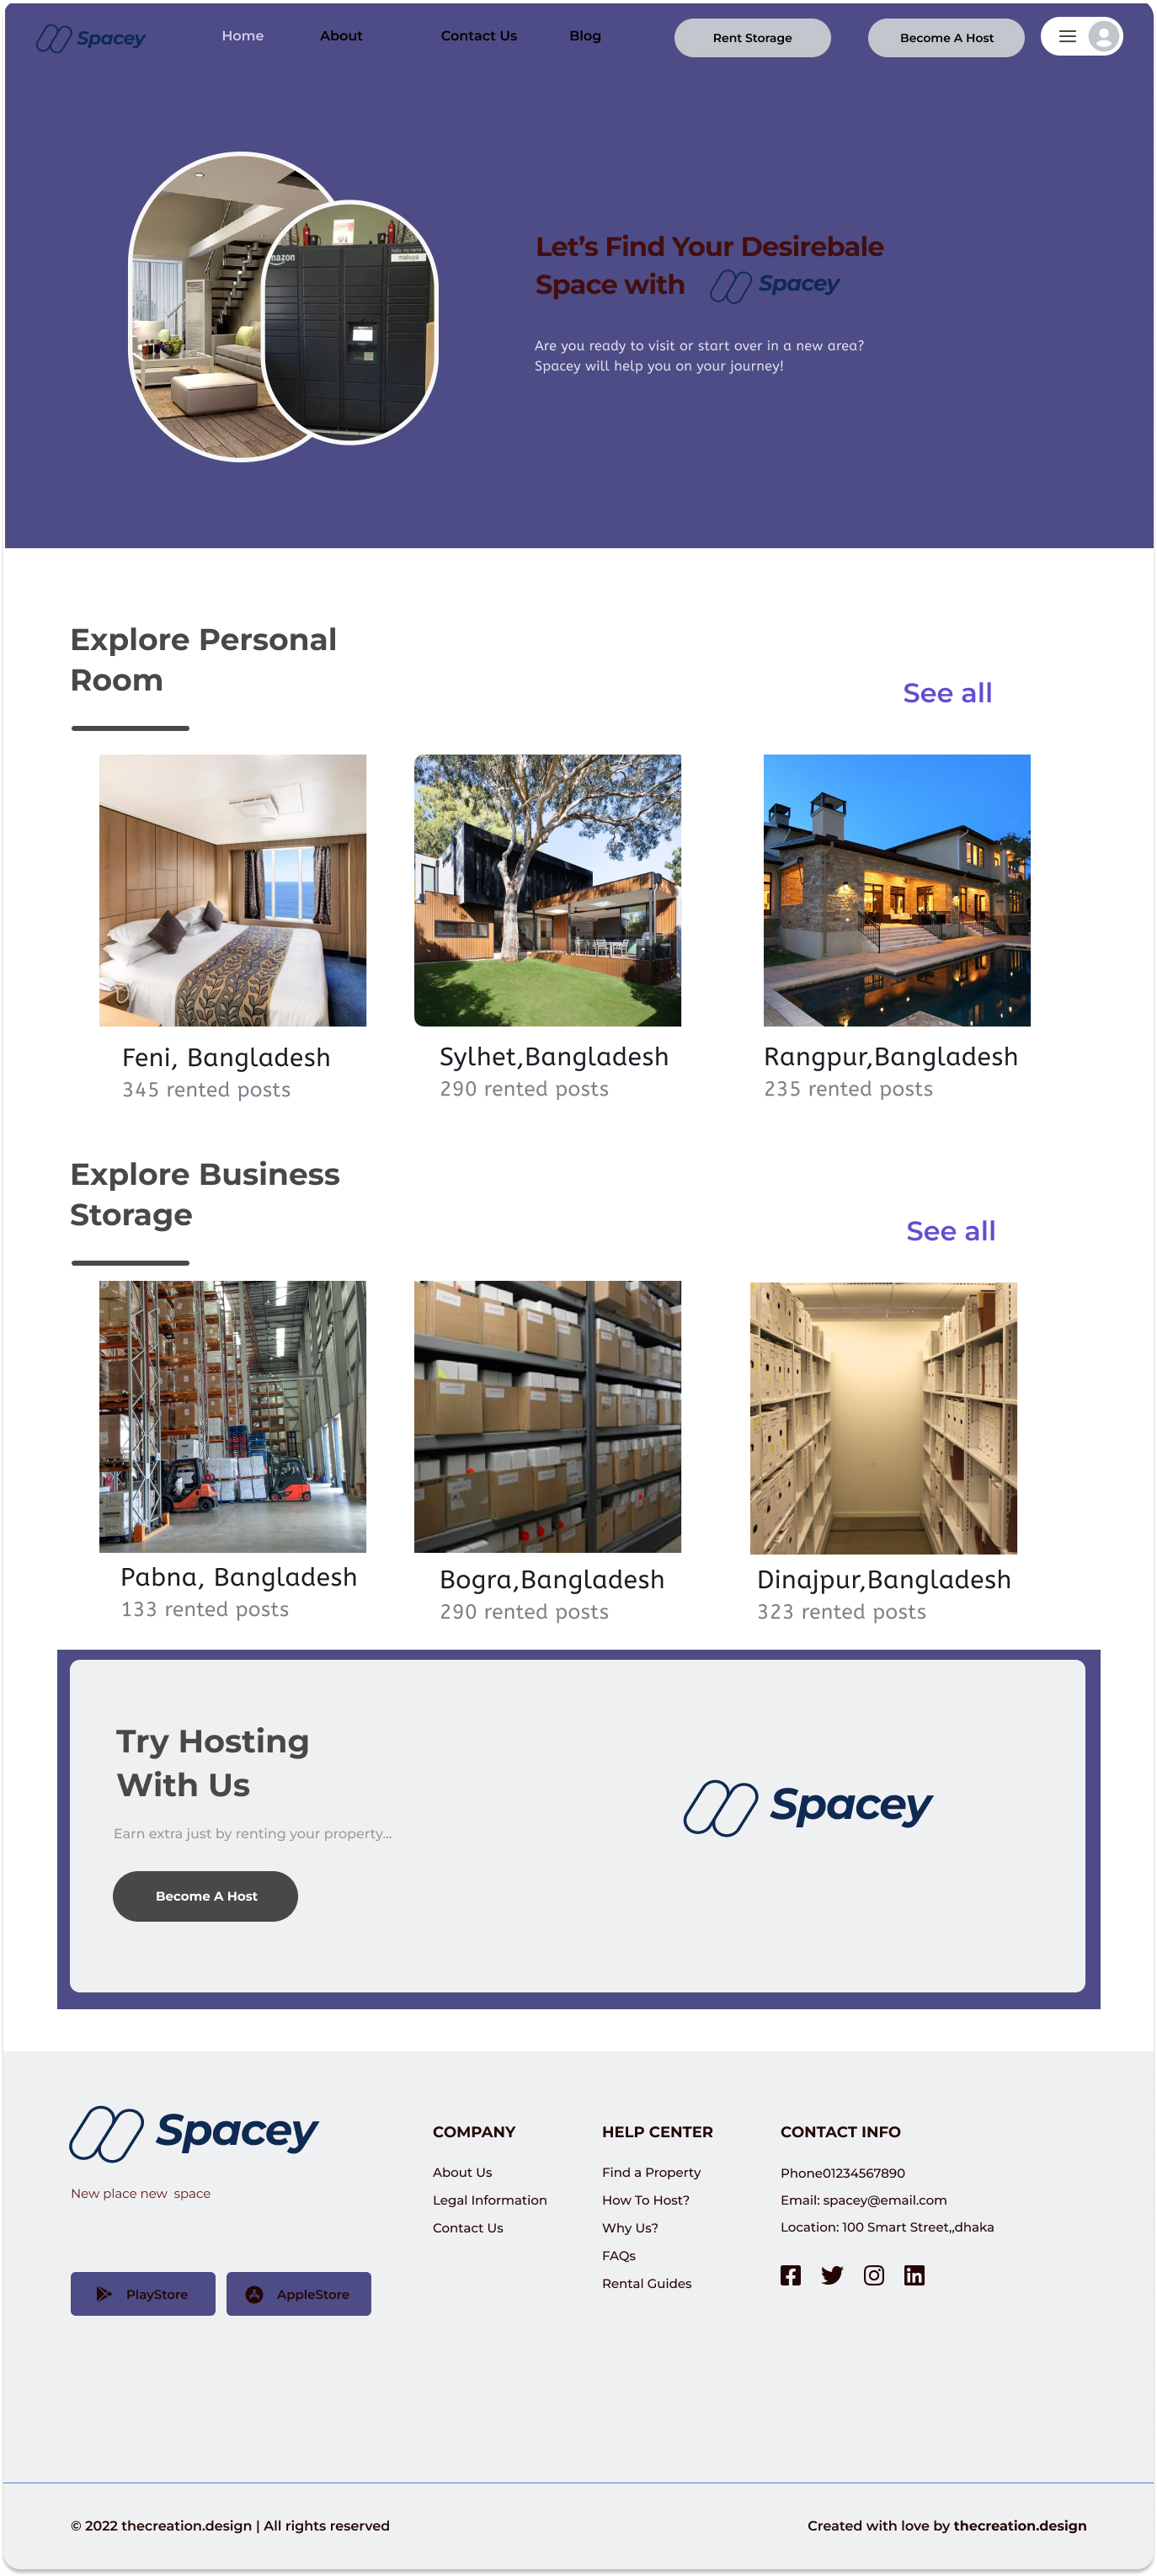 Spacey
Home
About
Contact Us
Blog
Rent Storage
Become A Host
amazon
hello, my name
mabuya
Let's Find Your Desirebale
Space with Spacey
Are you ready to visit or start over in a new area?
Spacey will help you on your journey!
Explore Personal
Room
See all
Feni, Bangladesh
345 rented posts
Sylhet,Bangladesh
290 rented posts
Rangpur,Bangladesh
235 rented posts
Explore Business
Storage
See all
Pabna, Bangladesh
133 rented posts
Bogra,Bangladesh
290 rented posts
Dinajpur,Bangladesh
323 rented posts
Try Hosting
With Us
Earn extra just by renting your property...
Become A Host
Spacey
Spacey
New place new space
PlayStore
AppleStore
COMPANY
About Us
Legal Information
Contact Us
HELP CENTER
Find a Property
How To Host?
Why Us?
FAQs
Rental Guides
CONTACT INFO
Phone01234567890
Email: spacey@email.com
Location: 100 Smart Street,,dhaka
© 2022 thecreation.design | All rights reserved
Created with love by thecreation.design